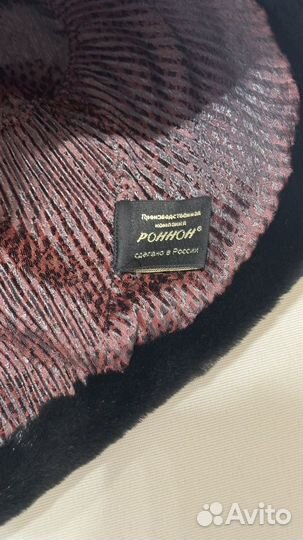 Производственная
компания
РОННОН®
сделано в России
Avito